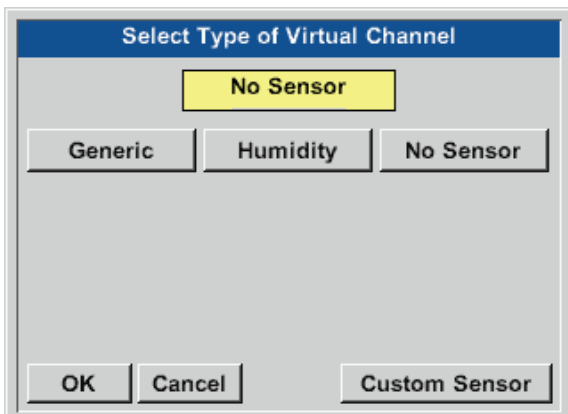 Select Type of Virtual Channel
No Sensor
Generic Humidity No Sensor
OK Cancel Custom Sensor